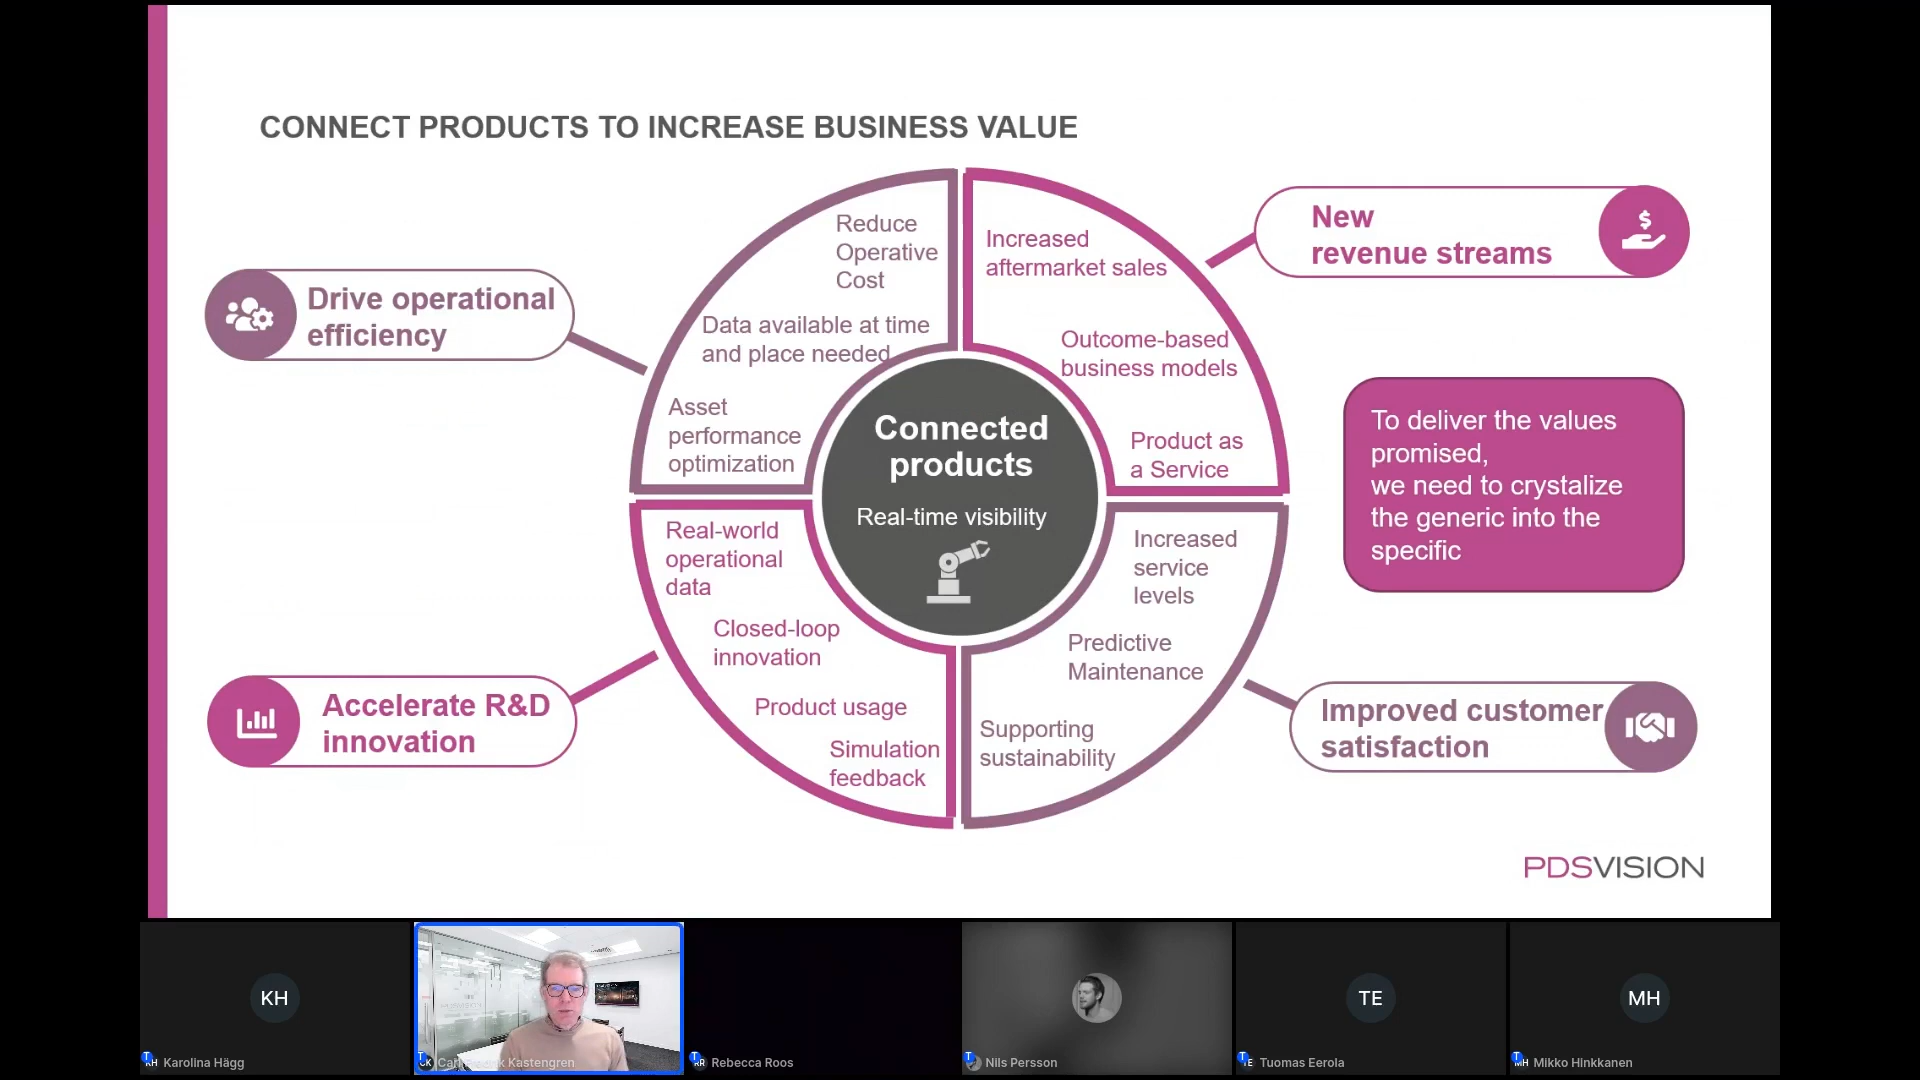 CONNECT PRODUCTS TO INCREASE BUSINESS VALUE
Drive operational
efficiency
Reduce
Operative
Cost
Data available at time
and place needed
Asset
performance
optimization
Increased
aftermarket sales
Outcome-based
business models
Product as
a Service
New
revenue streams
Connected
products
Real-time visibility
To deliver the values
promised,
we need to crystalize
the generic into the
specific
Real-world
operational
data
Closed-loop
innovation
Product usage
Simulation
feedback
Increased
service
levels
Predictive
Maintenance
Supporting
sustainability
Accelerate R&D
innovation
Improved customer
satisfaction
PDSVISION
KH
TE
MH
T KH Karolina Hägg
T CK Kastengren
T RR Rebecca Roos
T Nils Persson
T TE Tuomas Eerola
T MH Mikko Hinkkanen